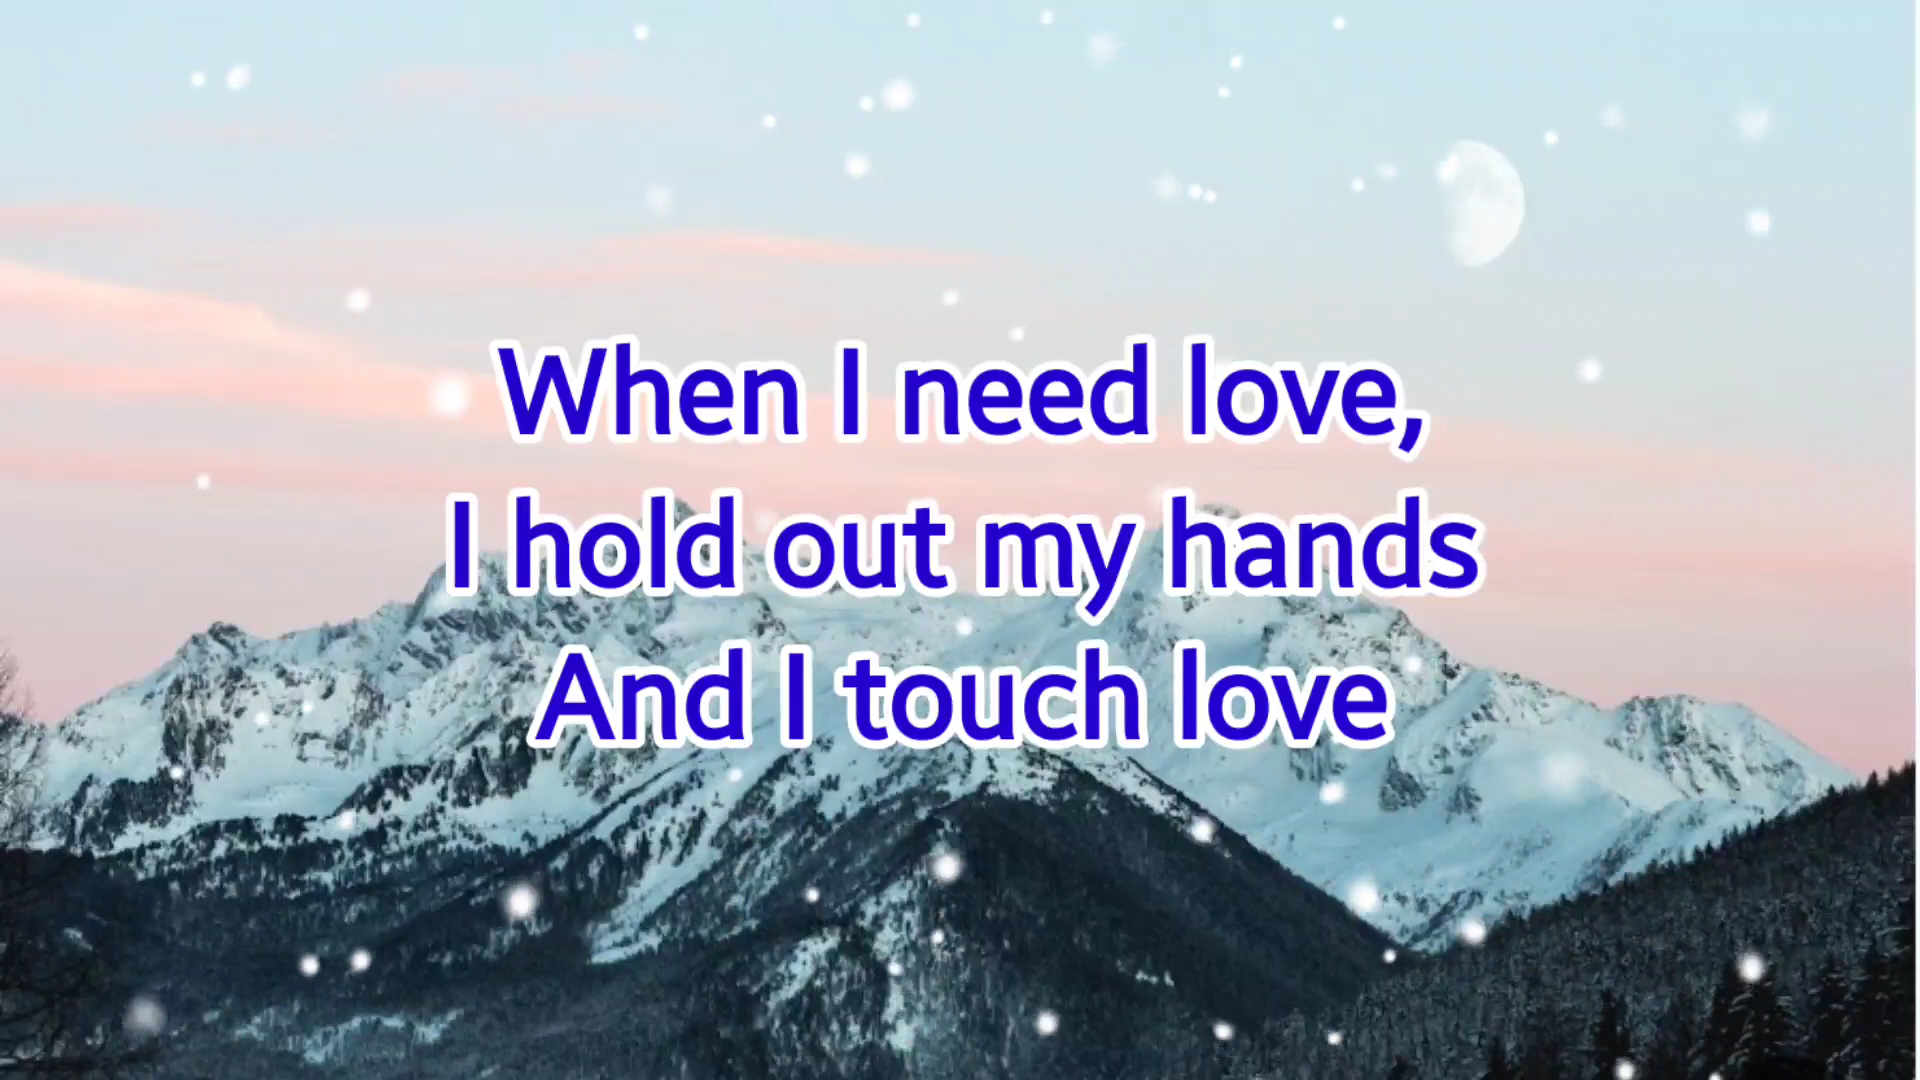 When I need love,
I hold out my hands
And I touch love